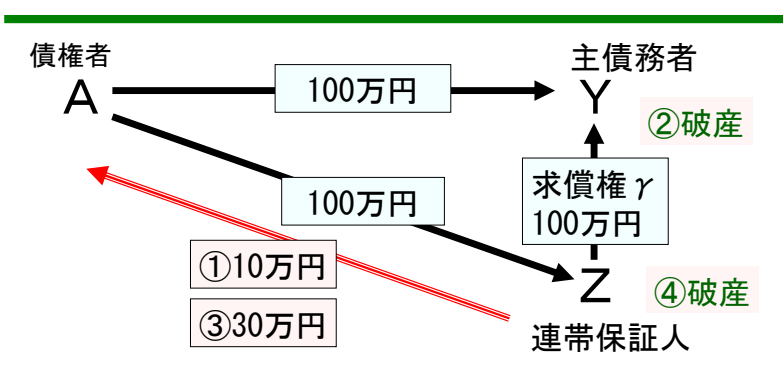 債権者
主債務者
A
100万円
Y
②破産
100万円
求償権γ
100万円
①10万円
③30万円
Z
④破産
連帯保証人